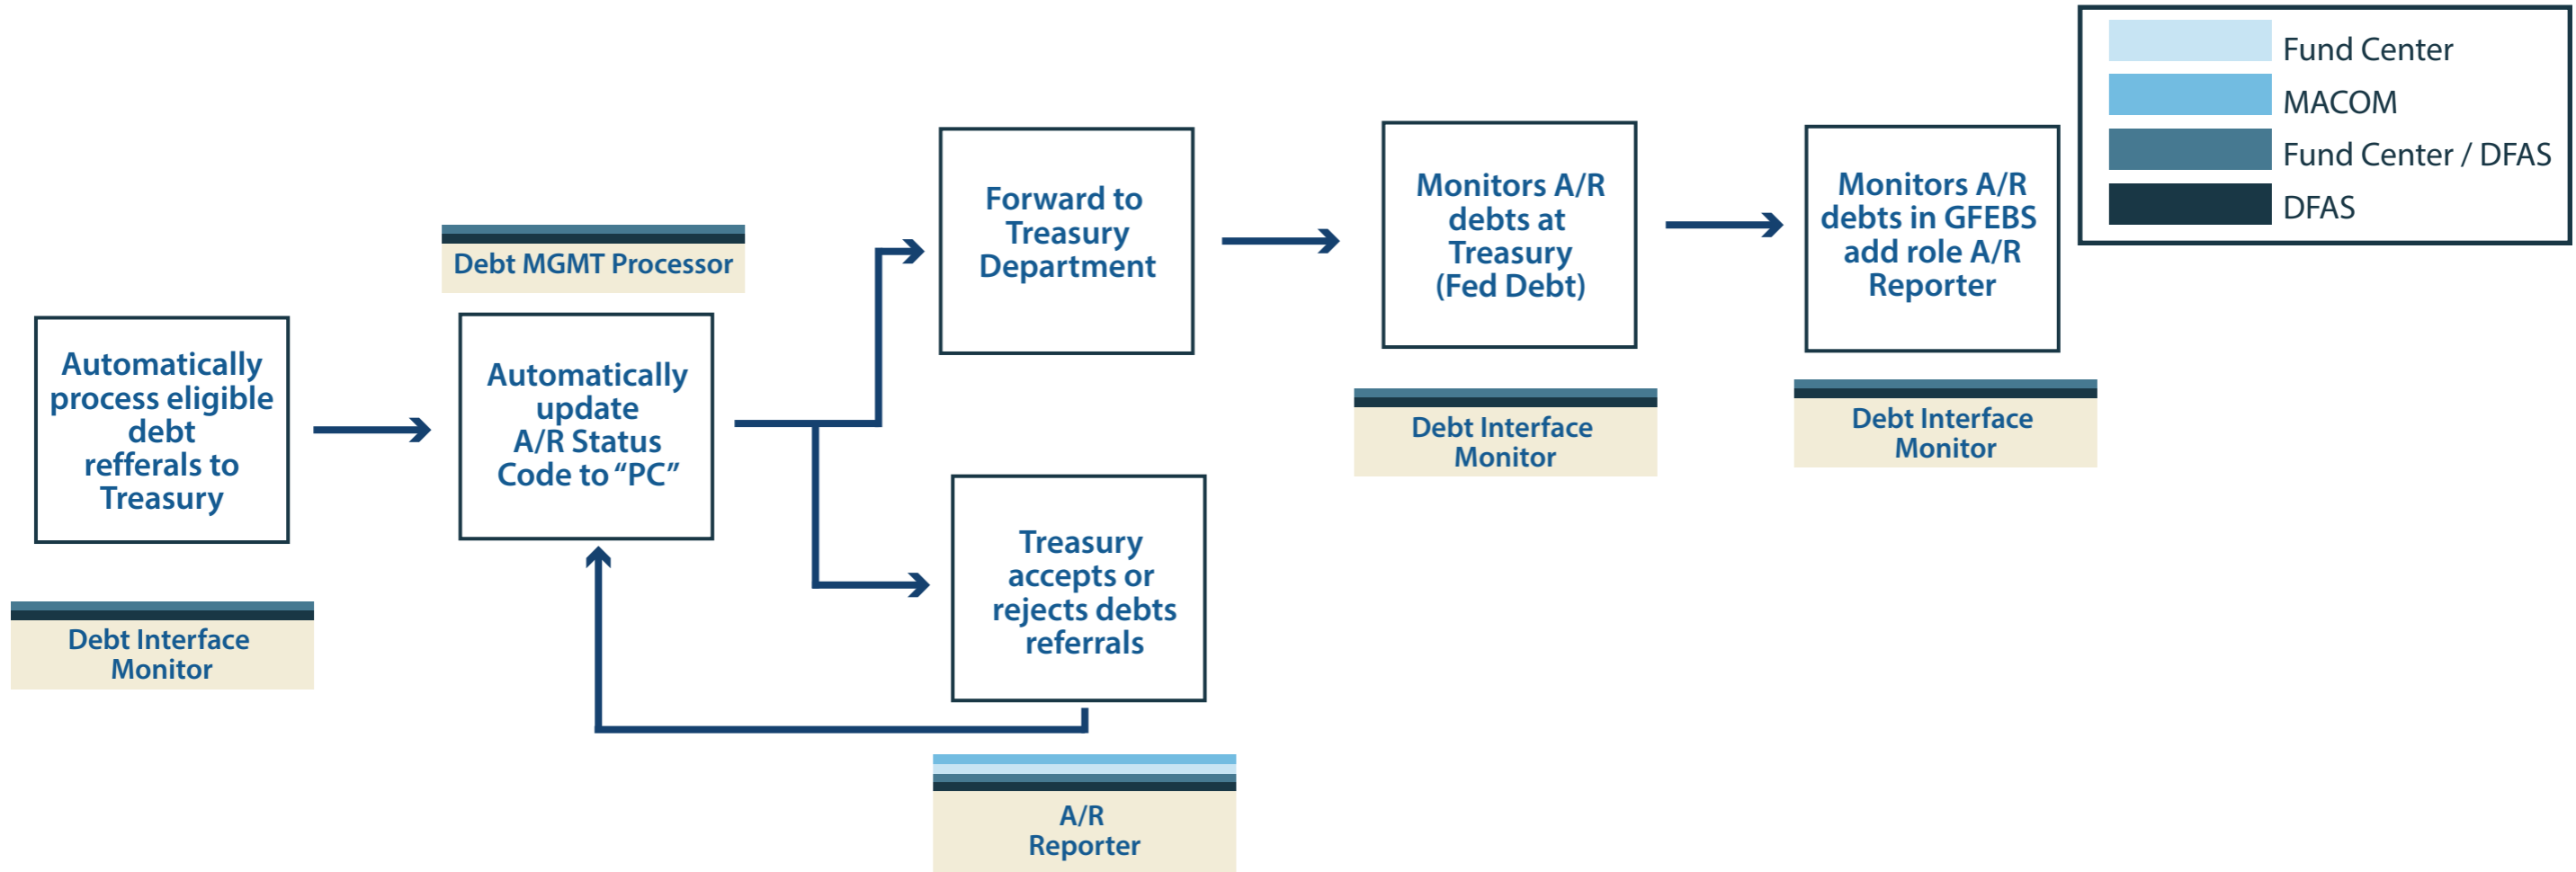 Automatically
process eligible
debt
refferals to
Treasury
Debt Interface
Monitor
Debt MGMT Processor
Automatically
update
A/R Status
Code to “PC”
Forward to
Treasury
Department
Treasury
accepts or
rejects debts
referrals
A/R
Reporter
Monitors A/R
debts at
Treasury
(Fed Debt)
Debt Interface
Monitor
Monitors A/R
debts in GFEBS
add role A/R
Reporter
Debt Interface
Monitor
Fund Center
MACOM
Fund Center / DFAS
DFAS